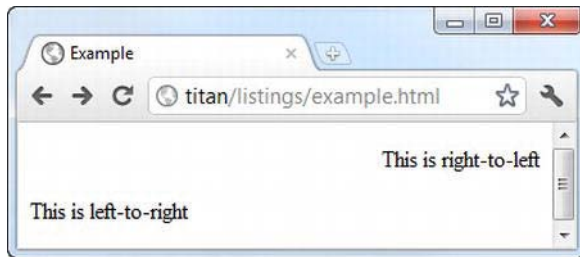 Example
titan/listings/example.html
This is right-to-left
This is left-to-right